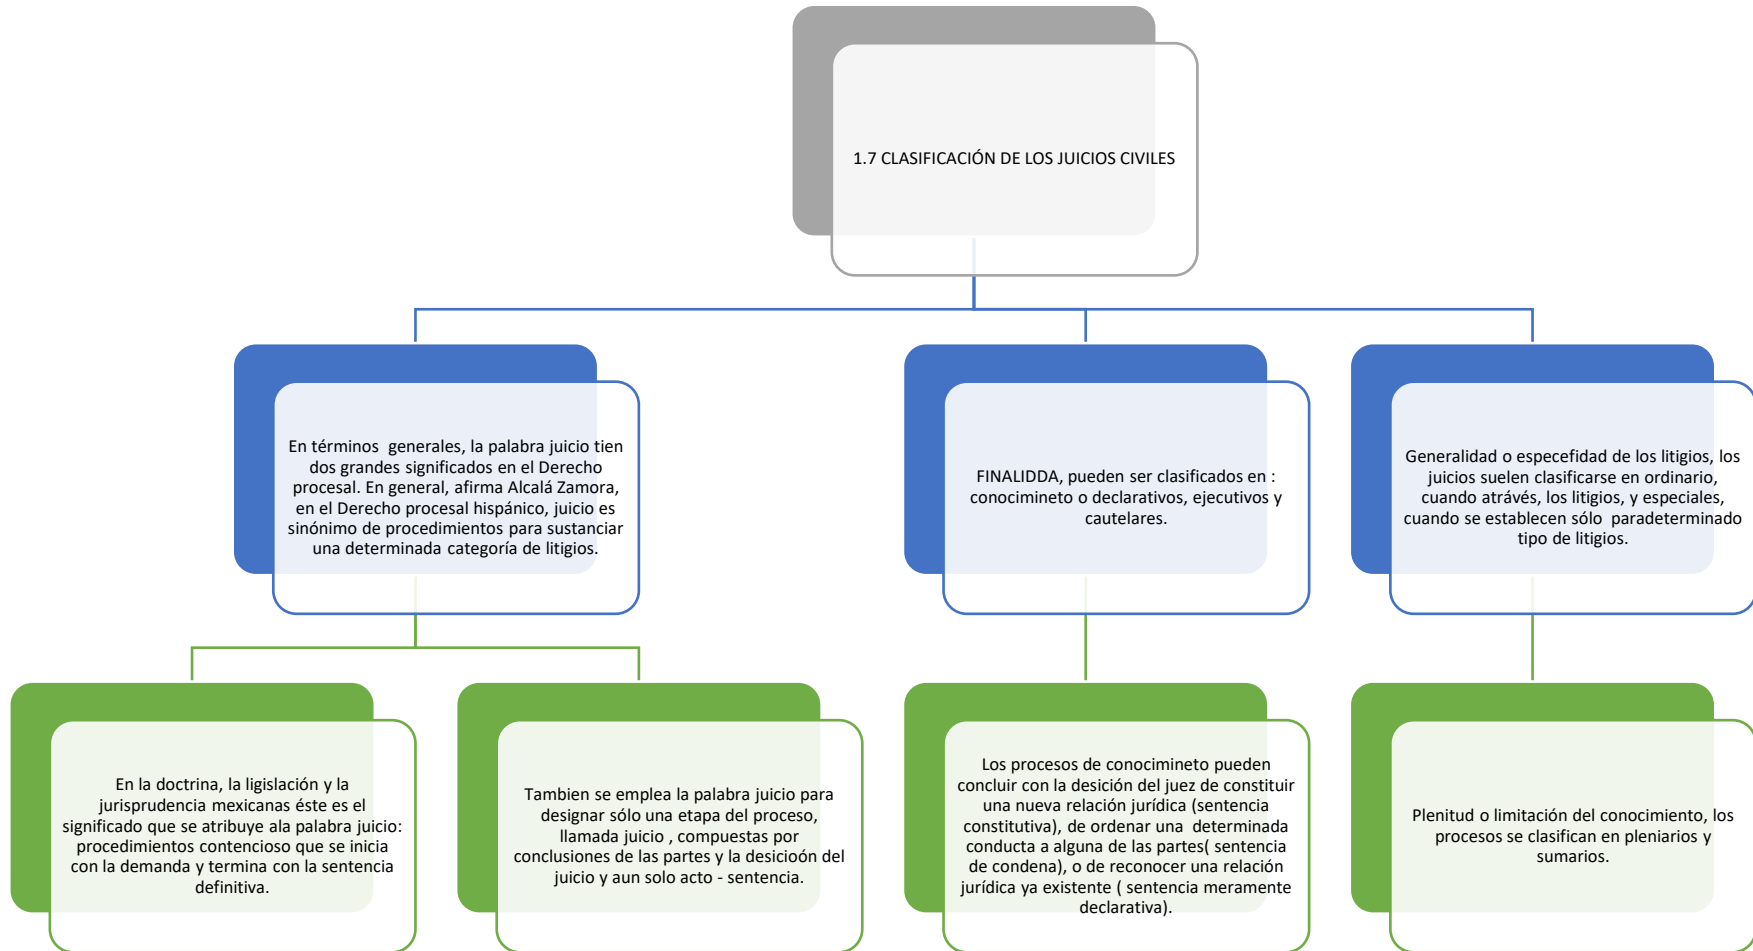 1.7 CLASIFICACIÓN DE LOS JUICIOS CIVILES
En términos generales, la palabra juicio tien
dos grandes significados en el Derecho
procesal. En general, afirma Alcalá Zamora,
en el Derecho procesal hispánico, juicio es
sinónimo de procedimientos para sustanciar
una determinada categoría de litigios.
FINALIDDA, pueden ser clasificados en :
conocimineto o declarativos, ejecutivos y
cautelares.
Generalidad o especefidad de los litigios, los
juicios suelen clasificarse en ordinario,
cuando atrávés, los litigios, y especiales,
cuando se establecen sólo paradeterminado
tipo de litigios.
En la doctrina, la ligislación y la
jurisprudencia mexicanas éste es el
significado que se atribuye ala palabra juicio:
procedimientos contencioso que se inicia
con la demanda y termina con la sentencia
definitiva.
Tambien se emplea la palabra juicio para
designar sólo una etapa del proceso,
llamada juicio , compuestas por
conclusiones de las partes y la desicioón del
juicio y aun solo acto - sentencia.
Los procesos de conocimineto pueden
concluir con la desición del juez de constituir
una nueva relación jurídica (sentencia
constitutiva), de ordenar una determinada
conducta a alguna de las partes( sentencia
de condena), o de reconocer una relación
jurídica ya existente ( sentencia meramente
declarativa).
Plenitud o limitación del conocimiento, los
procesos se clasifican en pleniarios y
sumarios.